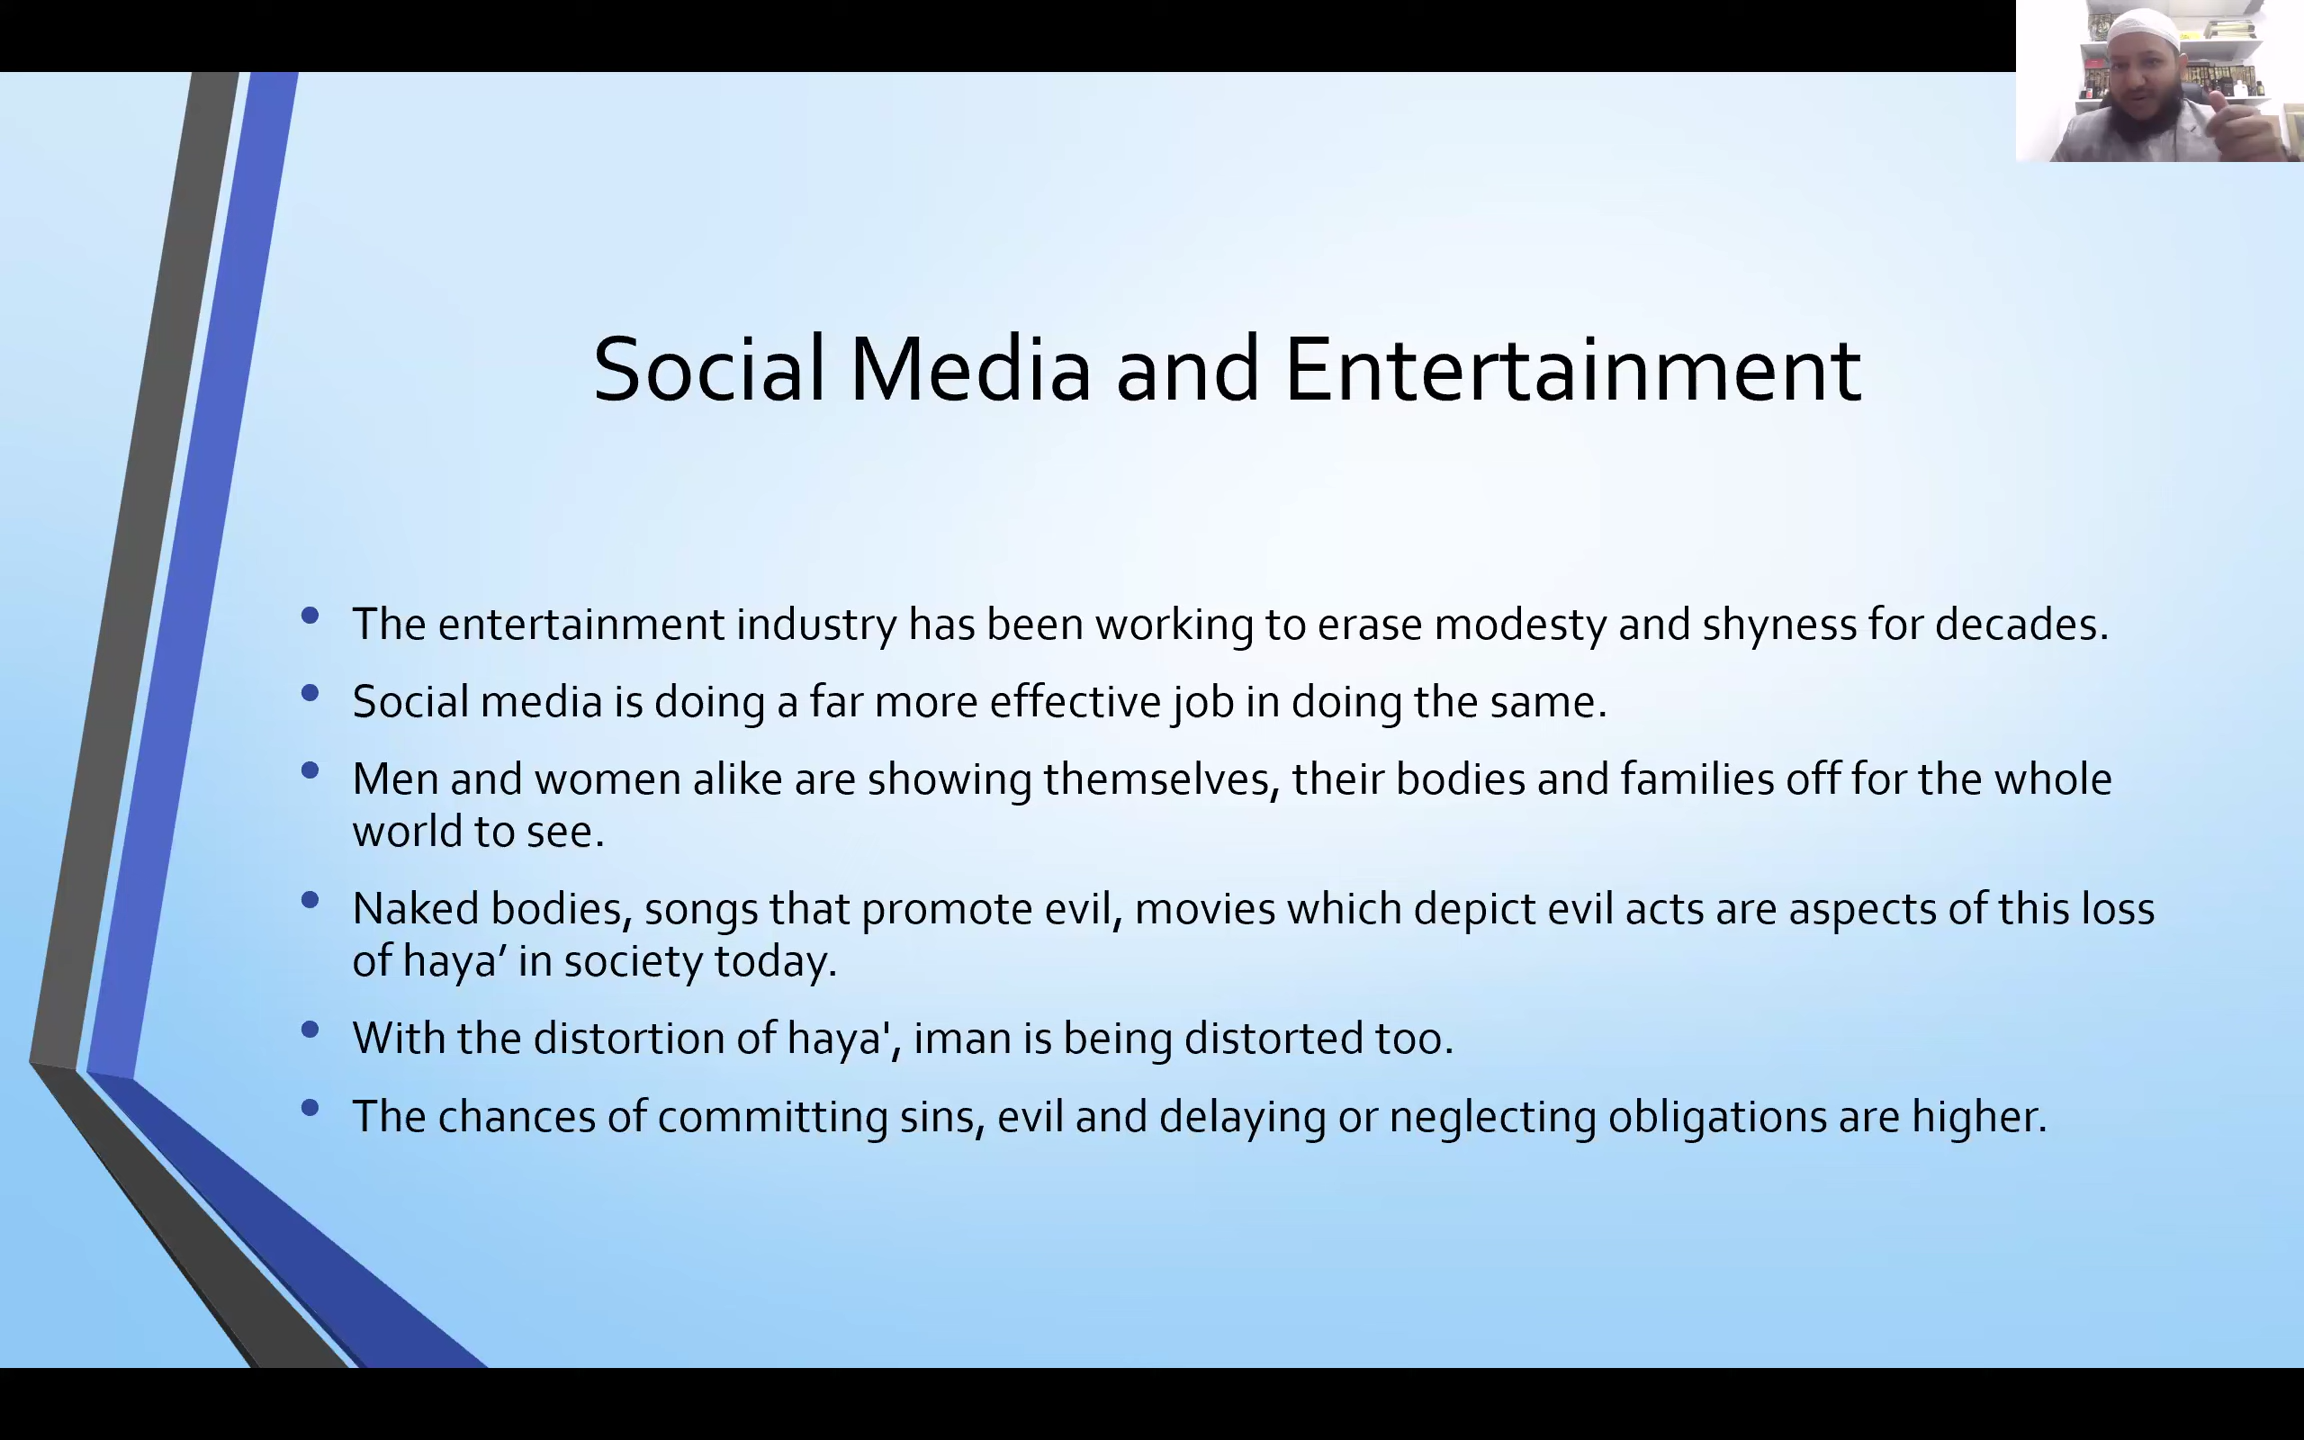 Social Media and Entertainment
• The entertainment industry has been working to erase modesty and shyness for decades.
• Social media is doing a far more effective job in doing the same.
• Men and women alike are showing themselves, their bodies and families off for the whole
world to see.
• Naked bodies, songs that promote evil, movies which depict evil acts are aspects of this loss
of haya’ in society today.
• With the distortion of haya', iman is being distorted too.
• The chances of committing sins, evil and delaying or neglecting obligations are higher.